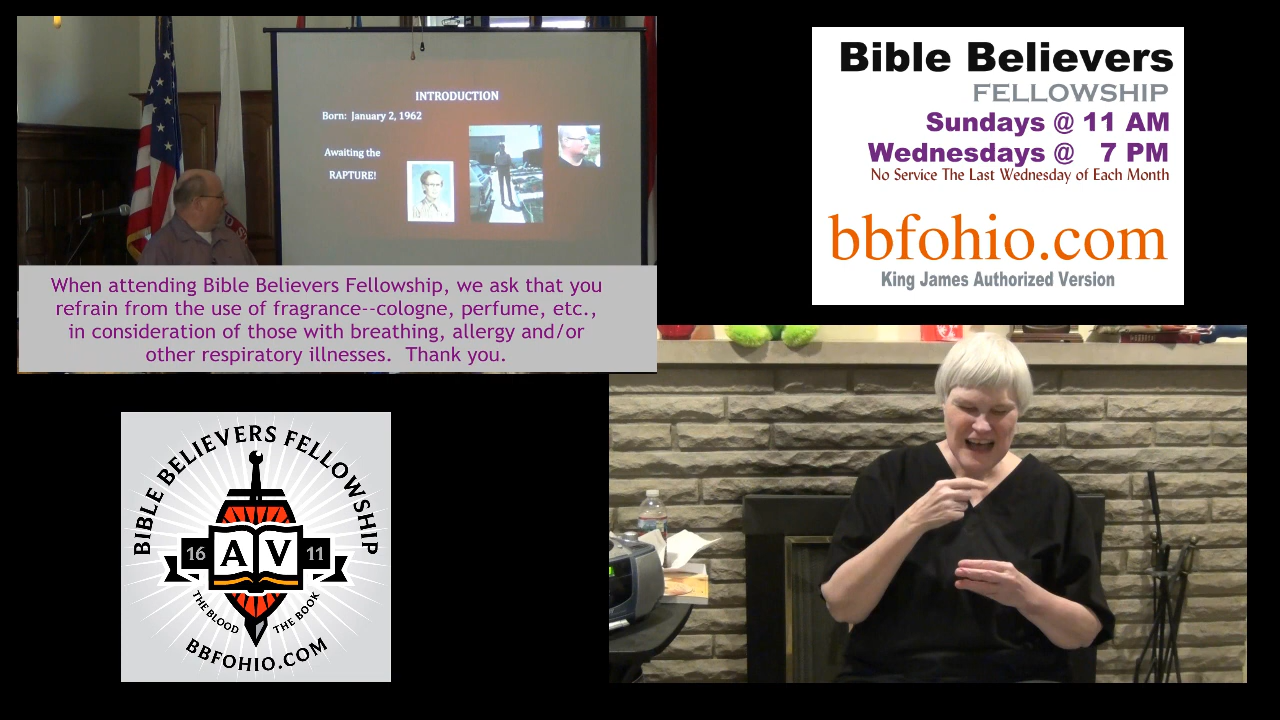 INTRODUCTION
Born: January 2, 1962
Awaiting the
RAPTURE!
When attending Bible Believers Fellowship, we ask that you
refrain from the use of fragrance--cologne, perfume, etc.,
in consideration of those with breathing, allergy and/or
other respiratory illnesses. Thank you.
Bible Believers
FELLOWSHIP
Sundays @ 11 AM
Wednesdays @ 7 PM
No Service The Last Wednesday of Each Month
bbfohio.com
King James Authorized Version
BIBLE BELIEVERS FELLOWSHIP
16 AV 11
THE BLOOD THE BOOK
BBFOHIO.COM